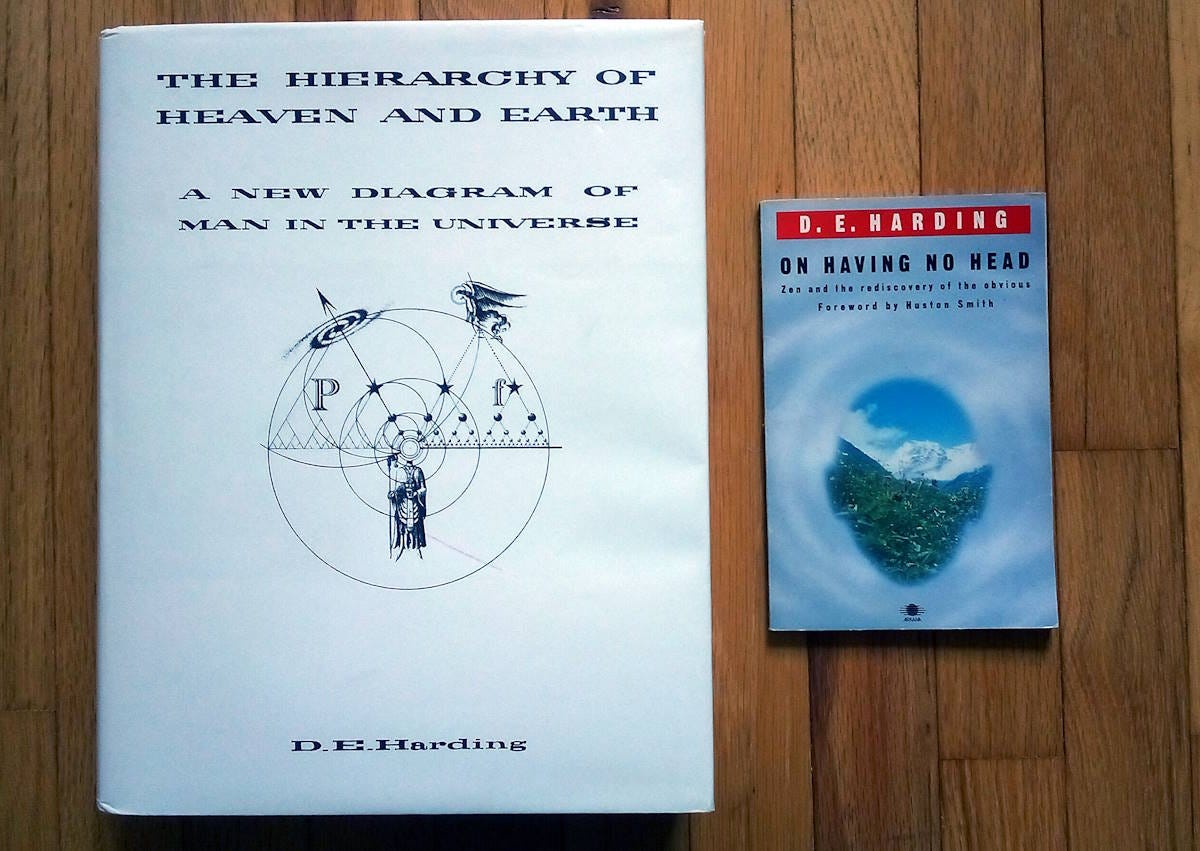 THE HIERARCHY OF
HEAVEN AND EARTH
A NEW DIAGRAM OF
MAN IN THE UNIVERSE
P f
D.E.Harding
D. E. HARDING
ON HAVING NO HEAD
Zen and the rediscovery of the obvious
Foreword by Huston Smith
ARKANA